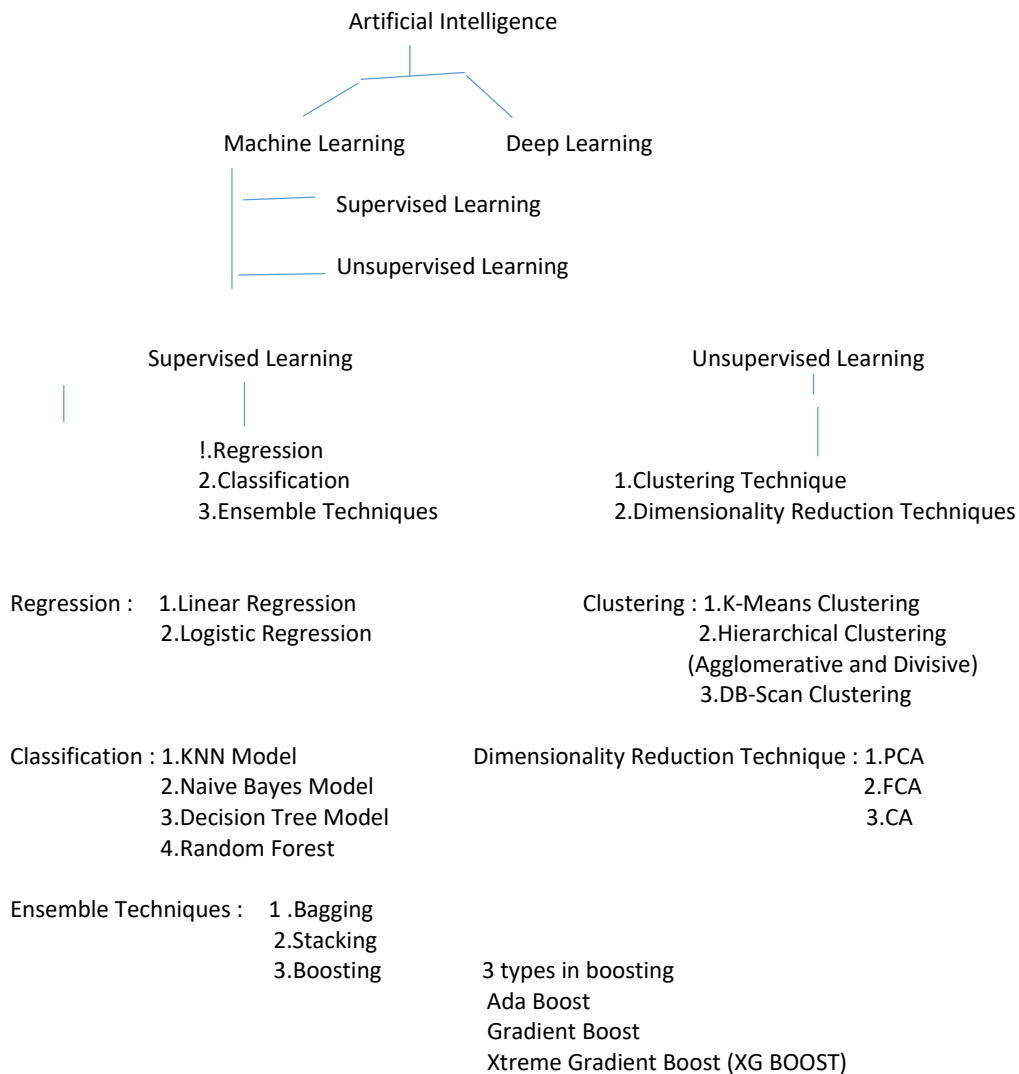 Artificial Intelligence
Machine Learning Deep Learning
Supervised Learning
Unsupervised Learning
Supervised Learning Unsupervised Learning
!.Regression
2.Classification 1.Clustering Technique
3.Ensemble Techniques 2.Dimensionality Reduction Techniques
Regression : 1.Linear Regression Clustering : 1.K-Means Clustering
2.Logistic Regression 2.Hierarchical Clustering
(Agglomerative and Divisive)
3.DB-Scan Clustering
Classification : 1.KNN Model Dimensionality Reduction Technique : 1.PCA
2.Naive Bayes Model 2.FCA
3.Decision Tree Model 3.CA
4.Random Forest
Ensemble Techniques : 1 .Bagging
2.Stacking
3.Boosting 3 types in boosting
Ada Boost
Gradient Boost
Xtreme Gradient Boost (XG BOOST)